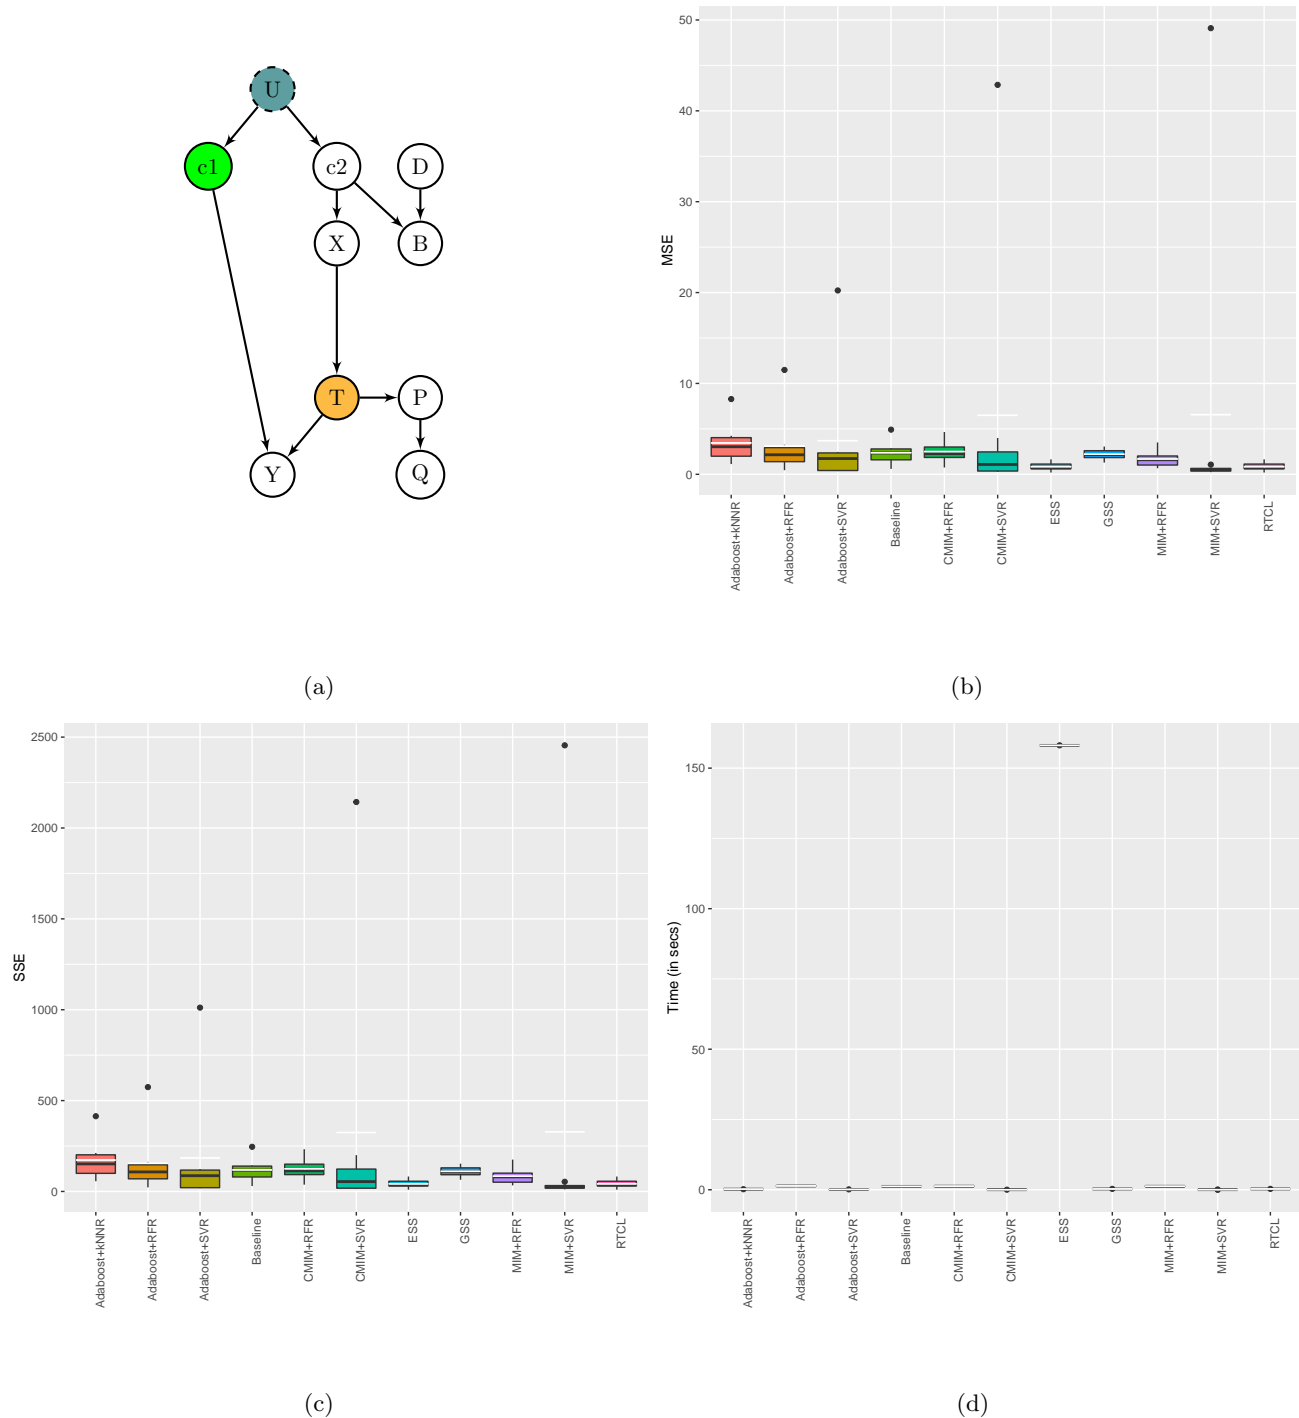 U
c1
c2
D
X
B
T
P
Y
Q
(a)
MSE
50
40
30
20
10
0
Adaboost+kNNR
Adaboost+RFR
Adaboost+SVR
Baseline
CMIM+RFR
CMIM+SVR
ESS
GSS
MIM+RFR
MIM+SVR
RTCL
(b)
SSE
2500
2000
1500
1000
500
0
Adaboost+kNNR
Adaboost+RFR
Adaboost+SVR
Baseline
CMIM+RFR
CMIM+SVR
ESS
GSS
MIM+RFR
MIM+SVR
RTCL
(c)
Time (in secs)
150
100
50
0
Adaboost+kNNR
Adaboost+RFR
Adaboost+SVR
Baseline
CMIM+RFR
CMIM+SVR
ESS
GSS
MIM+RFR
MIM+SVR
RTCL
(d)